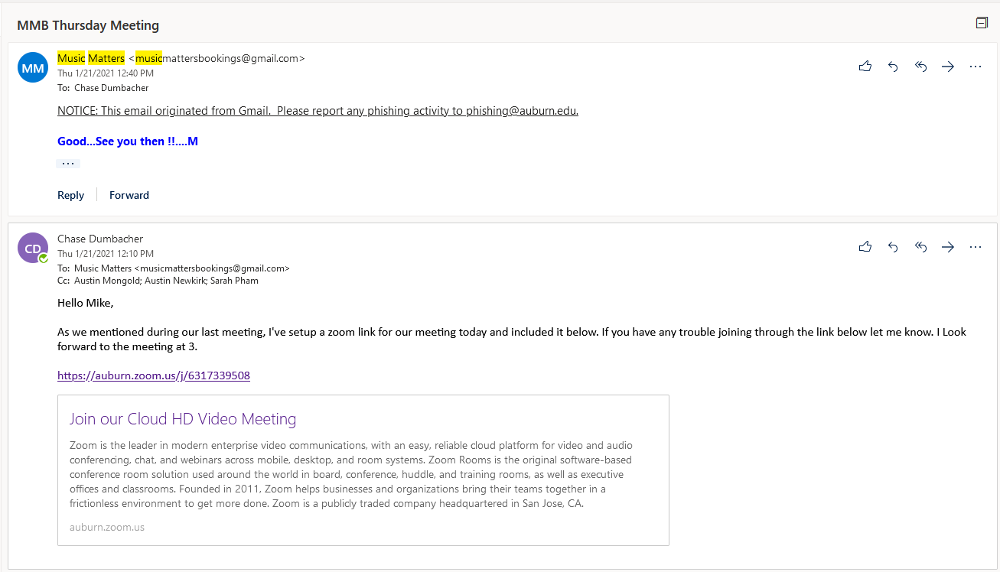 MMB Thursday Meeting
MM
Music Matters <musicmattersbookings@gmail.com>
Thu 1/21/2021 12:40 PM
To: Chase Dumbacher
NOTICE: This email originated from Gmail.  Please report any phishing activity to phishing@auburn.edu.
Good...See you then !!....M
...
Reply
Forward
CD
Chase Dumbacher
Thu 1/21/2021 12:10 PM
To: Music Matters <musicmattersbookings@gmail.com>
Cc: Austin Mongold; Austin Newkirk; Sarah Pham
Hello Mike,
As we mentioned during our last meeting, I've setup a zoom link for our meeting today and included it below. If you have any trouble joining through the link below let me know. I Look
forward to the meeting at 3.
https://auburn.zoom.us/j/6317339508
Join our Cloud HD Video Meeting
Zoom is the leader in modern enterprise video communications, with an easy, reliable cloud platform for video and audio
conferencing, chat, and webinars across mobile, desktop, and room systems. Zoom Rooms is the original software-based
conference room solution used around the world in board, conference, huddle, and training rooms, as well as executive
offices and classrooms. Founded in 2011, Zoom helps businesses and organizations bring their teams together in a
frictionless environment to get more done. Zoom is a publicly traded company headquartered in San Jose, CA.
auburn.zoom.us